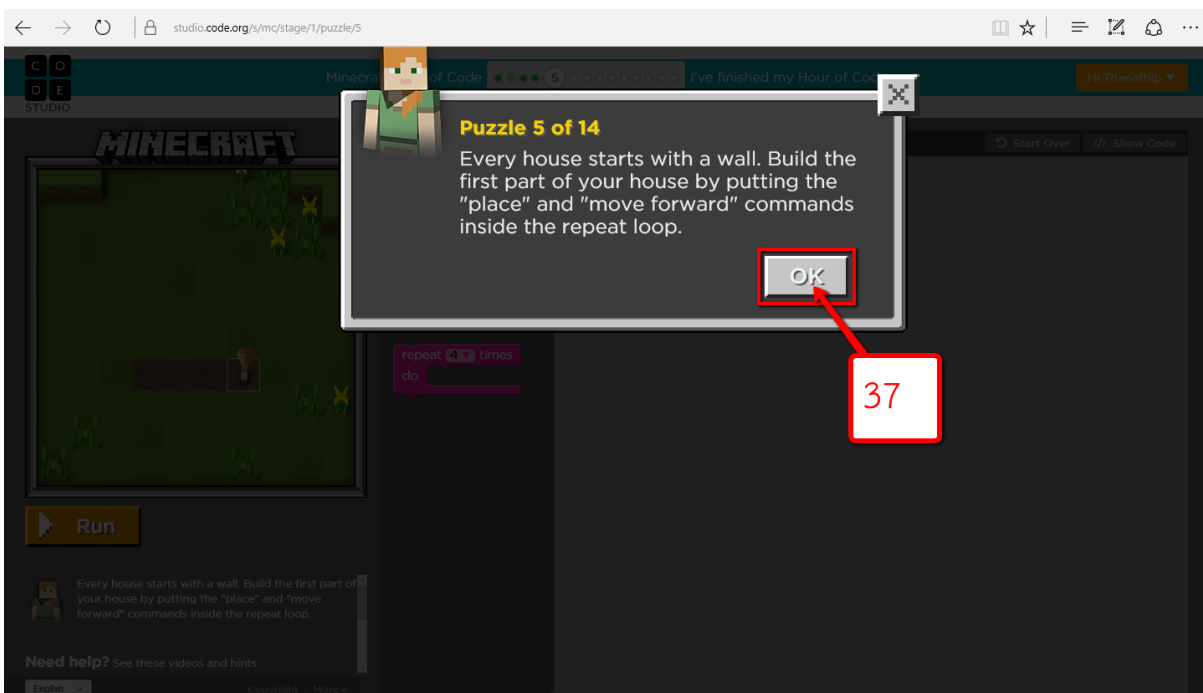 studio.code.org/s/mc/stage/1/puzzle/5
C O
D E
STUDIO
Minecra of Code 5 I've finished my Hour of Co
Hi Thanathip
MINECRAFT
Start Over </> Show Code
Puzzle 5 of 14
Every house starts with a wall. Build the
first part of your house by putting the
"place" and "move forward" commands
inside the repeat loop.
OK
37
repeat 4 times
do
Run
Every house starts with a wall. Build the first part of
your house by putting the "place" and "move
forward" commands inside the repeat loop.
Need help? See these videos and hints
English Copyright | More